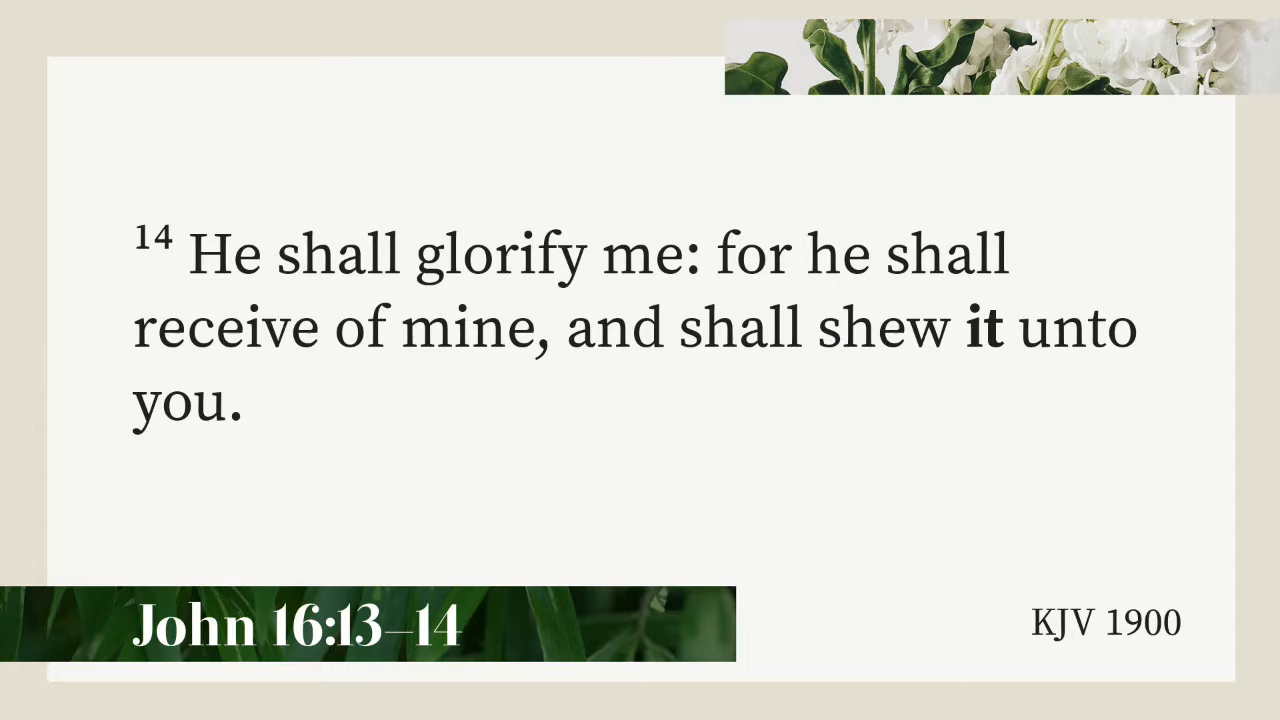 ¹⁴ He shall glorify me: for he shall
receive of mine, and shall shew it unto
you.
John 16:13–14
KJV 1900